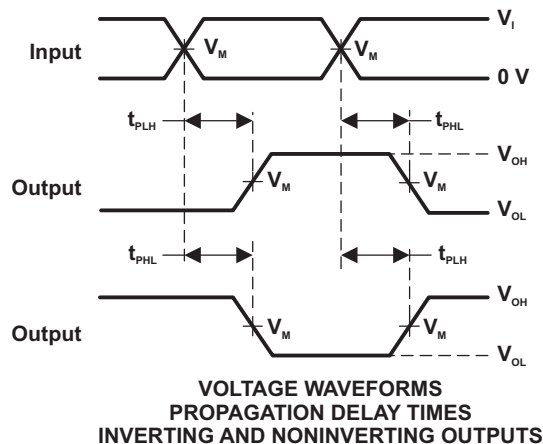 V_I
Input
V_M
V_M
0 V
t_PLH
t_PHL
V_OH
Output
V_M
V_M
V_OL
t_PHL
t_PLH
V_OH
Output
V_M
V_M
V_OL
VOLTAGE WAVEFORMS
PROPAGATION DELAY TIMES
INVERTING AND NONINVERTING OUTPUTS